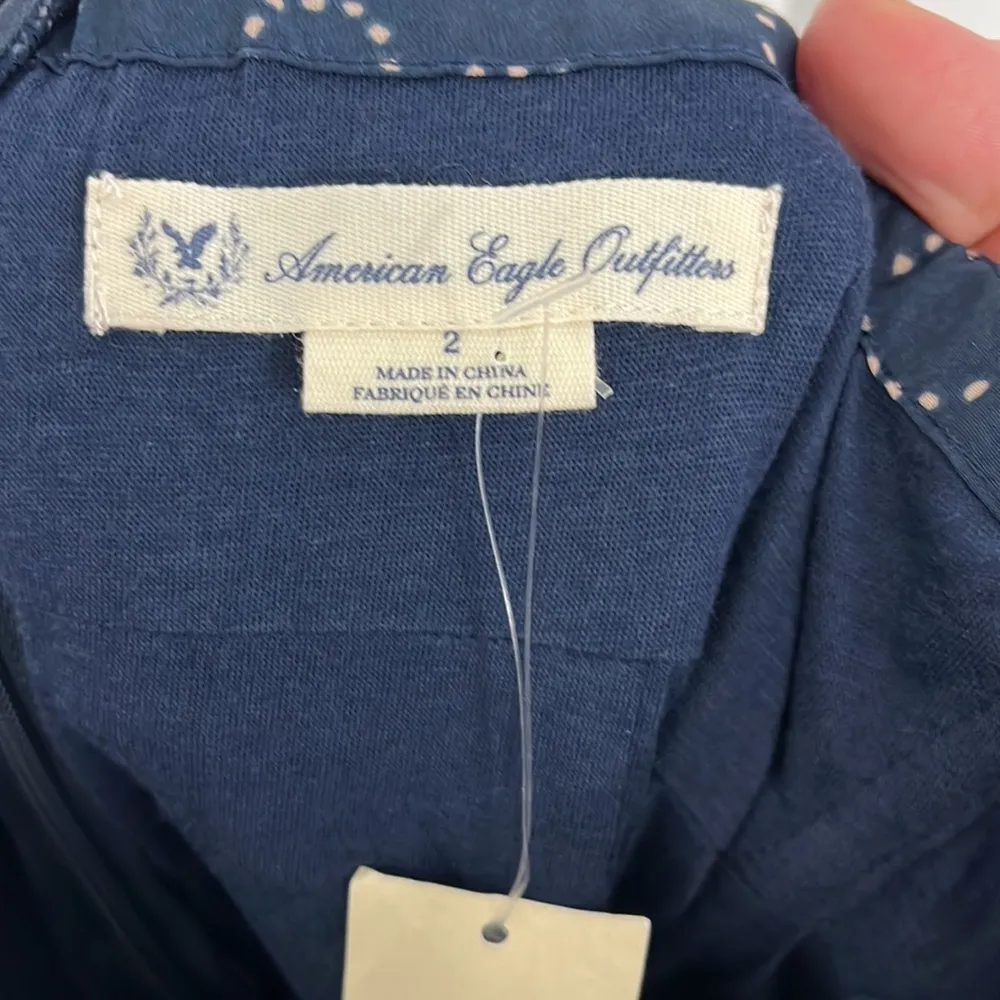 American Eagle Outfitters
2
MADE IN CHINA
FABRIQUÉ EN CHINE